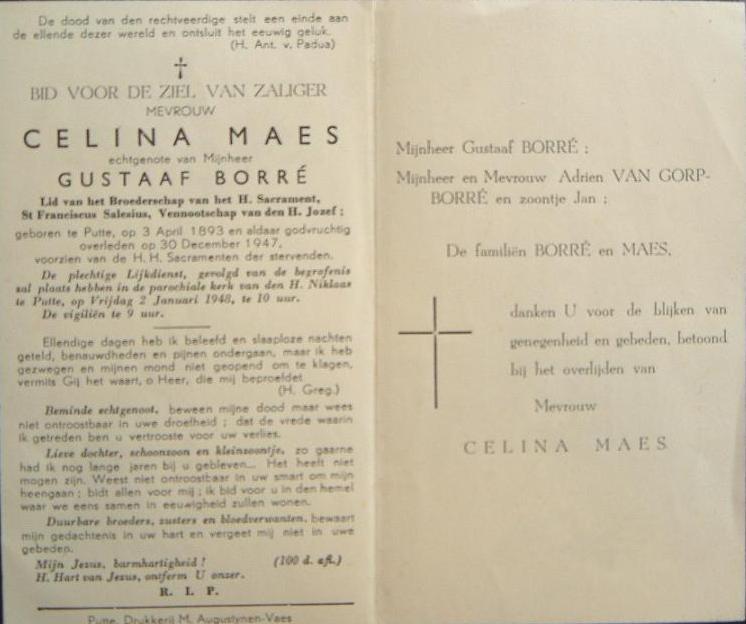 De dood van den rechtveerdige stelt een einde aan
de ellende dezer wereld en ontsluit het eeuwig geluk.
(H. Ant. v. Padua)
BID VOOR DE ZIEL VAN ZALIGER
MEVROUW
CELINA MAES
echtgenote van Mijnheer
GUSTAAF BORRÉ
Lid van het Broederschap van het H. Sacrament,
St Franciscus Salesius, Vennootschap van den H. Jozef;
geboren te Putte, op 3 April 1893 en aldaar godvruchtig
overleden op 30 December 1947,
voorzien van de H. H. Sacramenten der stervenden.
De plechtige Lijkdienst, gevolgd van de begrafenis
zal plaats hebben in de parochiale kerk van den H. Niklaas
te Putte, op Vrijdag 2 Januari 1948, te 10 uur.
De vigiliën te 9 uur.
Ellendige dagen heb ik beleefd en slaaploze nachten
geteld, benauwdheden en pijnen ondergaan, maar ik heb
gezwegen en mijnen mond niet geopend om te klagen,
vermits Gij het waart, o Heer, die mij beproefdet
(H. Greg.)
Beminde echtgenoot, beween mijne dood maar wees
niet ontroostbaar in uwe droefheid ; dat de vrede waarin
ik getreden ben u vertrooste voor uw verlies.
Lieve dochter, schoonzoon en kleinzoontje, zo gaarne
had ik nog lange jaren bij u gebleven... Het heeft niet
mogen zijn. Weest niet ontroostbaar in uw smart om mijn
heengaan ; bidt allen voor mij ; ik bid voor u in den hemel
waar we eens samen in eeuwigheid zullen wonen.
Duurbare broeders, zusters en bloedverwanten, bewaart
mijn gedachtenis in uw hart en vergeet mij niet in uwe
gebeden.
Mijn Jezus, barmhartigheid ! (100 d. afl.)
H. Hart van Jezus, ontferm U onzer.
R. I. P.
Putte, Drukkerij M. Augustynen-Vaes
Mijnheer Gustaaf BORRÉ ;
Mijnheer en Mevrouw Adrien VAN GORP-
BORRÉ en zoontje Jan ;
De familiën BORRÉ en MAES,
danken U voor de blijken van
genegenheid en gebeden, betoond
bij het overlijden van
Mevrouw
CELINA MAES